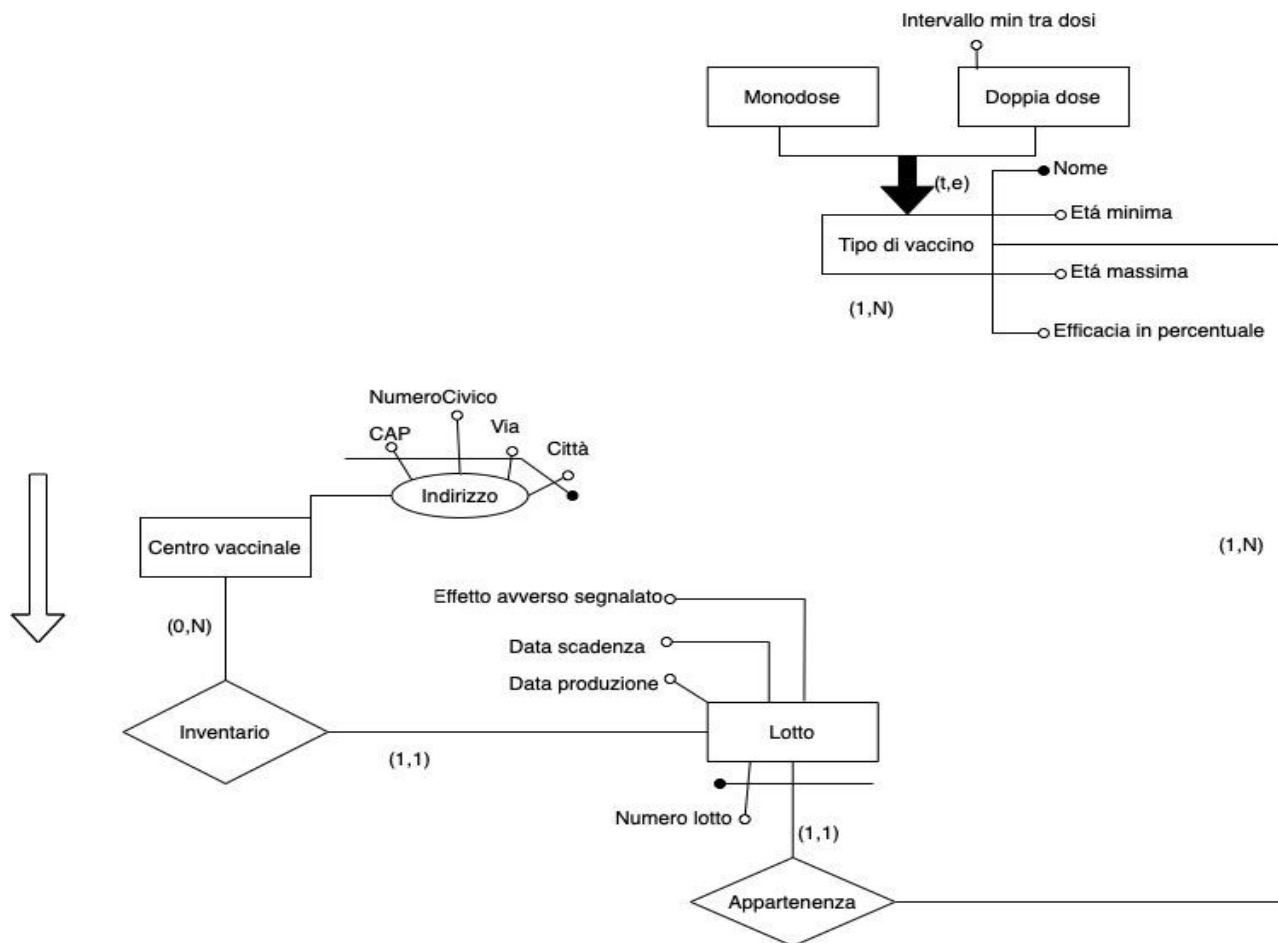 Intervallo min tra dosi
Monodose
Doppia dose
(t,e)
Nome
Etá minima
Tipo di vaccino
Etá massima
(1,N)
Efficacia in percentuale
NumeroCivico
CAP
Via
Città
Indirizzo
Centro vaccinale
(1,N)
Effetto avverso segnalato
(0,N)
Data scadenza
Data produzione
Inventario
Lotto
(1,1)
Numero lotto
(1,1)
Appartenenza